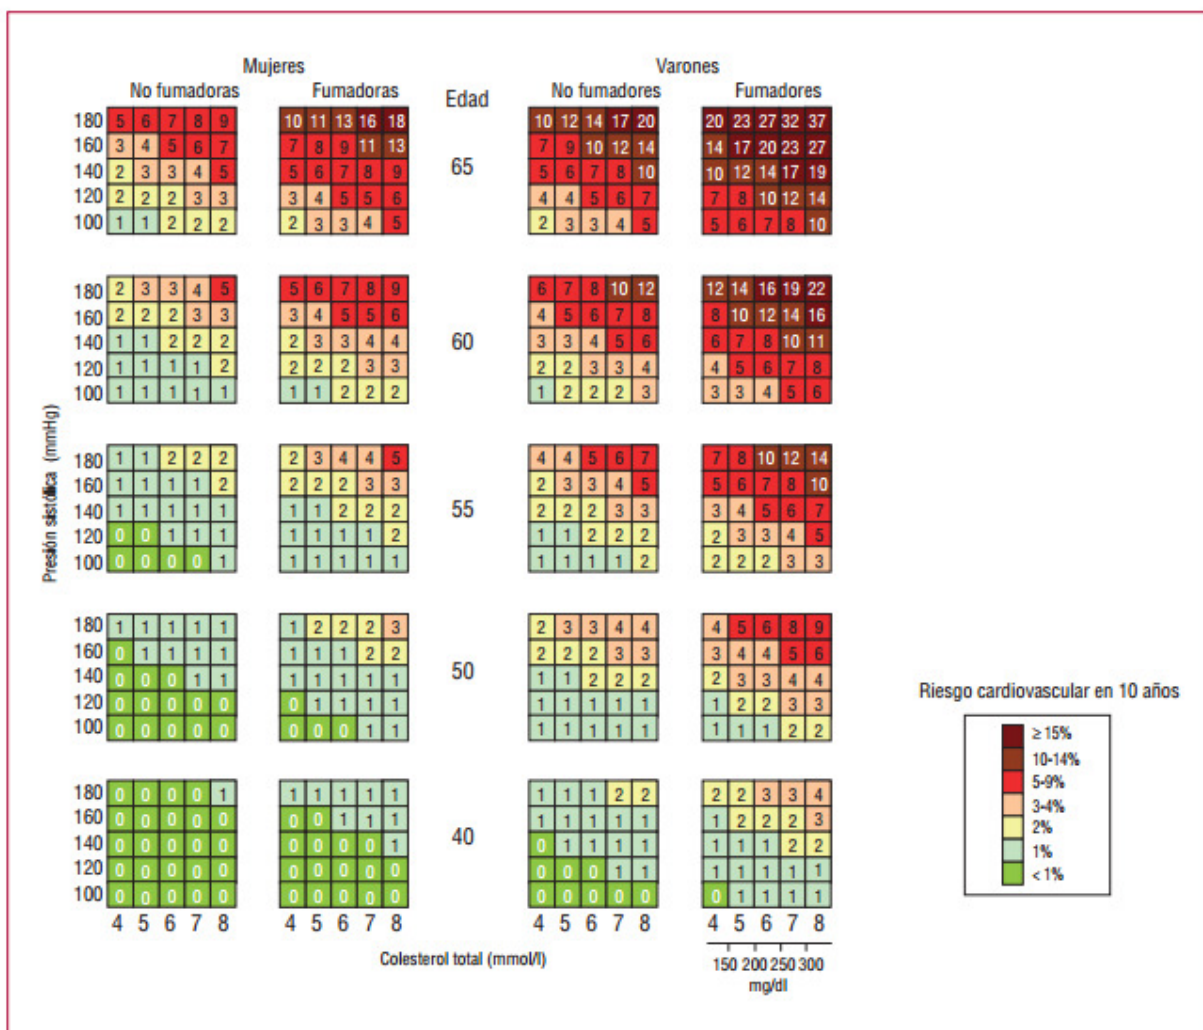 Mujeres Varones
No fumadoras Fumadoras Edad No fumadores Fumadores
180 5 6 7 8 9 10 11 13 16 18 10 12 14 17 20 20 23 27 32 37
160 3 4 5 6 7 7 8 9 11 13 7 9 10 12 14 14 17 20 23 27
140 2 3 3 4 5 5 6 7 8 9 65 5 6 7 8 10 10 12 14 17 19
120 2 2 2 3 3 3 4 5 5 6 4 4 5 6 7 7 8 10 12 14
100 1 1 2 2 2 2 3 3 4 5 2 3 3 4 5 5 6 7 8 10
180 2 3 3 4 5 5 6 7 8 9 6 7 8 10 12 12 14 16 19 22
160 2 2 2 3 3 3 4 5 5 6 4 5 6 7 8 8 10 12 14 16
140 1 1 2 2 2 2 3 3 4 4 60 3 3 4 5 6 6 7 8 10 11
120 1 1 1 1 2 2 2 2 3 3 2 2 3 3 4 4 5 6 7 8
100 1 1 1 1 1 1 1 2 2 2 1 2 2 2 3 3 3 4 5 6
Presión sistólica (mmHg)
180 1 1 2 2 2 2 3 4 4 5 4 4 5 6 7 7 8 10 12 14
160 1 1 1 1 2 2 2 2 3 3 2 3 3 4 5 5 6 7 8 10
140 1 1 1 1 1 1 1 2 2 2 55 2 2 2 3 3 3 4 5 6 7
120 0 0 1 1 1 1 1 1 1 2 1 1 2 2 2 2 3 3 4 5
100 0 0 0 0 1 1 1 1 1 1 1 1 1 1 2 2 2 2 3 3
180 1 1 1 1 1 1 2 2 2 3 2 3 3 4 4 4 5 6 8 9
160 0 1 1 1 1 1 1 1 2 2 2 2 2 3 3 3 4 4 5 6
140 0 0 0 1 1 1 1 1 1 1 50 1 1 2 2 2 2 3 3 4 4
120 0 0 0 0 0 0 1 1 1 1 1 1 1 1 1 1 2 2 3 3
100 0 0 0 0 0 0 0 0 1 1 1 1 1 1 1 1 1 1 2 2
180 0 0 0 0 1 1 1 1 1 1 1 1 1 2 2 2 2 3 3 4
160 0 0 0 0 0 0 0 1 1 1 1 1 1 1 1 1 2 2 2 3
140 0 0 0 0 0 0 0 0 0 1 40 0 1 1 1 1 1 1 1 2 2
120 0 0 0 0 0 0 0 0 0 0 0 0 0 1 1 1 1 1 1 1
100 0 0 0 0 0 0 0 0 0 0 0 0 0 0 0 0 1 1 1 1
4 5 6 7 8 4 5 6 7 8 4 5 6 7 8 4 5 6 7 8
Colesterol total (mmol/l)
150 200 250 300
mg/dl
Riesgo cardiovascular en 10 años
≥ 15%
10-14%
5-9%
3-4%
2%
1%
< 1%